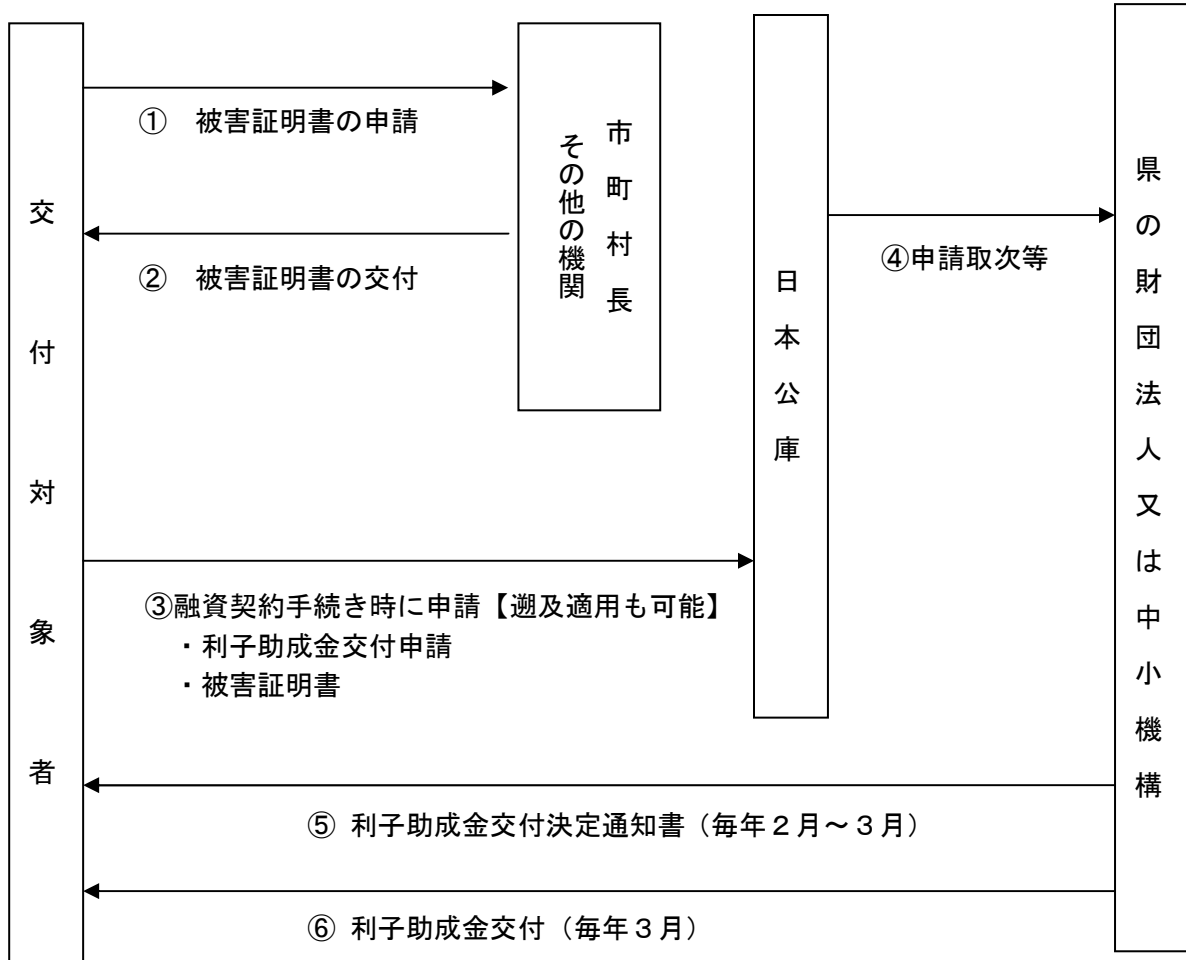 交付対象者
①　被害証明書の申請
②　被害証明書の交付
市町村長
その他の機関
日本公庫
④申請取次等
県の財団法人又は中小機構
③融資契約手続き時に申請【遡及適用も可能】
・利子助成金交付申請
・被害証明書
⑤ 利子助成金交付決定通知書（毎年２月～３月）
⑥ 利子助成金交付（毎年３月）